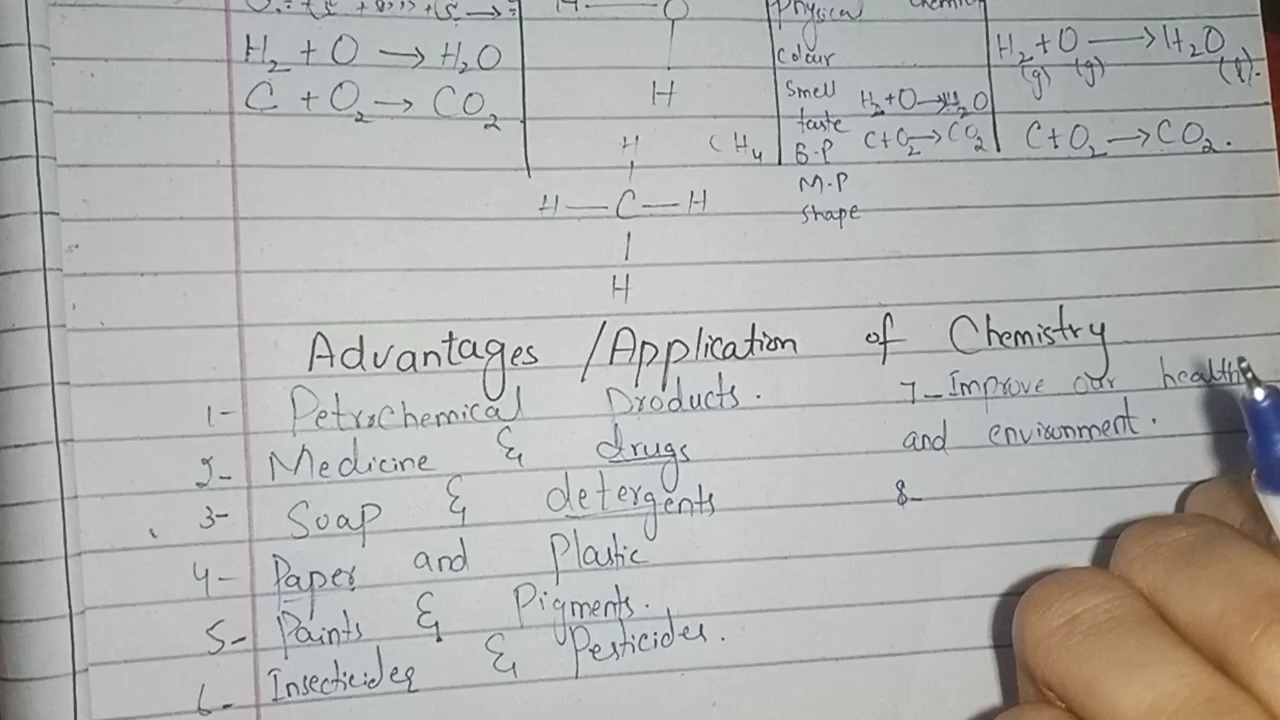 H₂ + O → H₂O
C + O₂ → CO₂
H
O
H
Physical
Colour
Smell
taste
B.P
M.P
Shape
H₂+O→H₂O
C+O₂→CO₂
H₂+O → H₂O
(g) (g) (l).
C+O₂ → CO₂.
CH₄
H
H — C — H
H
Advantages / Application of Chemistry
1- Petrochemical Products.
2- Medicine & drugs
3- Soap & detergents
4- Paper and Plastic
5- Paints & Pigments.
6- Insecticides & Pesticides.
7- Improve our health
and environment.
8-